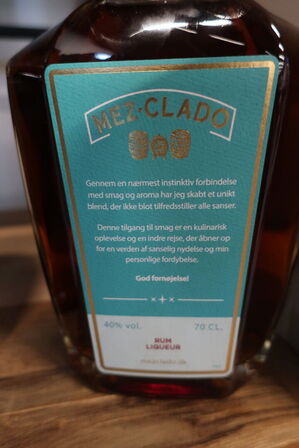 MEZ·CLADO
Gennem en nærmest instinktiv forbindelse
med smag og aroma har jeg skabt et unikt
blend, der ikke blot tilfredsstiller alle sanser.
Denne tilgang til smag er en kulinarisk
oplevelse og en indre rejse, der åbner op
for en verden af sanselig nydelse og min
personlige fordybelse.
God fornøjelse!
40% vol. 70 CL.
RUM
LIQUEUR